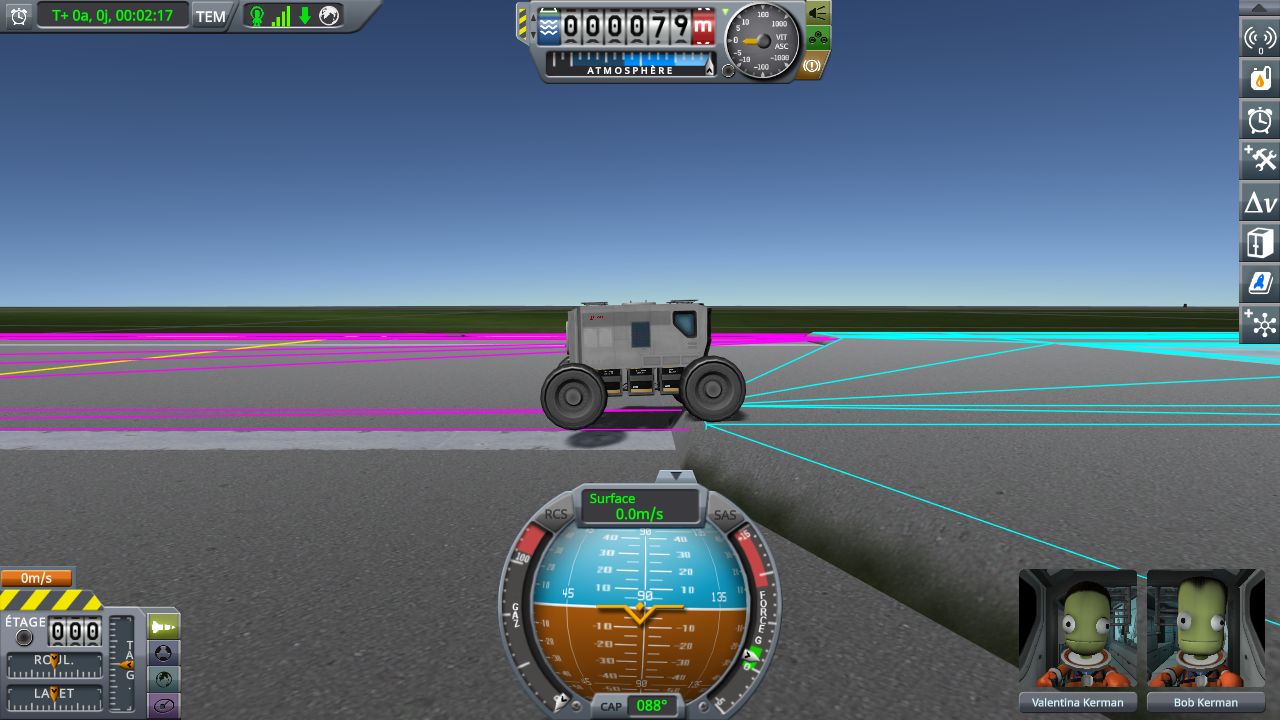 T+ 0a, 0j, 00:02:17
TEM
000079 m
ATMOSPHÈRE
VIT
ASC
Δv
Surface
0.0m/s
RCS
SAS
GAZ
FORCE G
CAP 088°
0m/s
ÉTAGE
000
ROUL.
LACET
TANG
Valentina Kerman
Bob Kerman